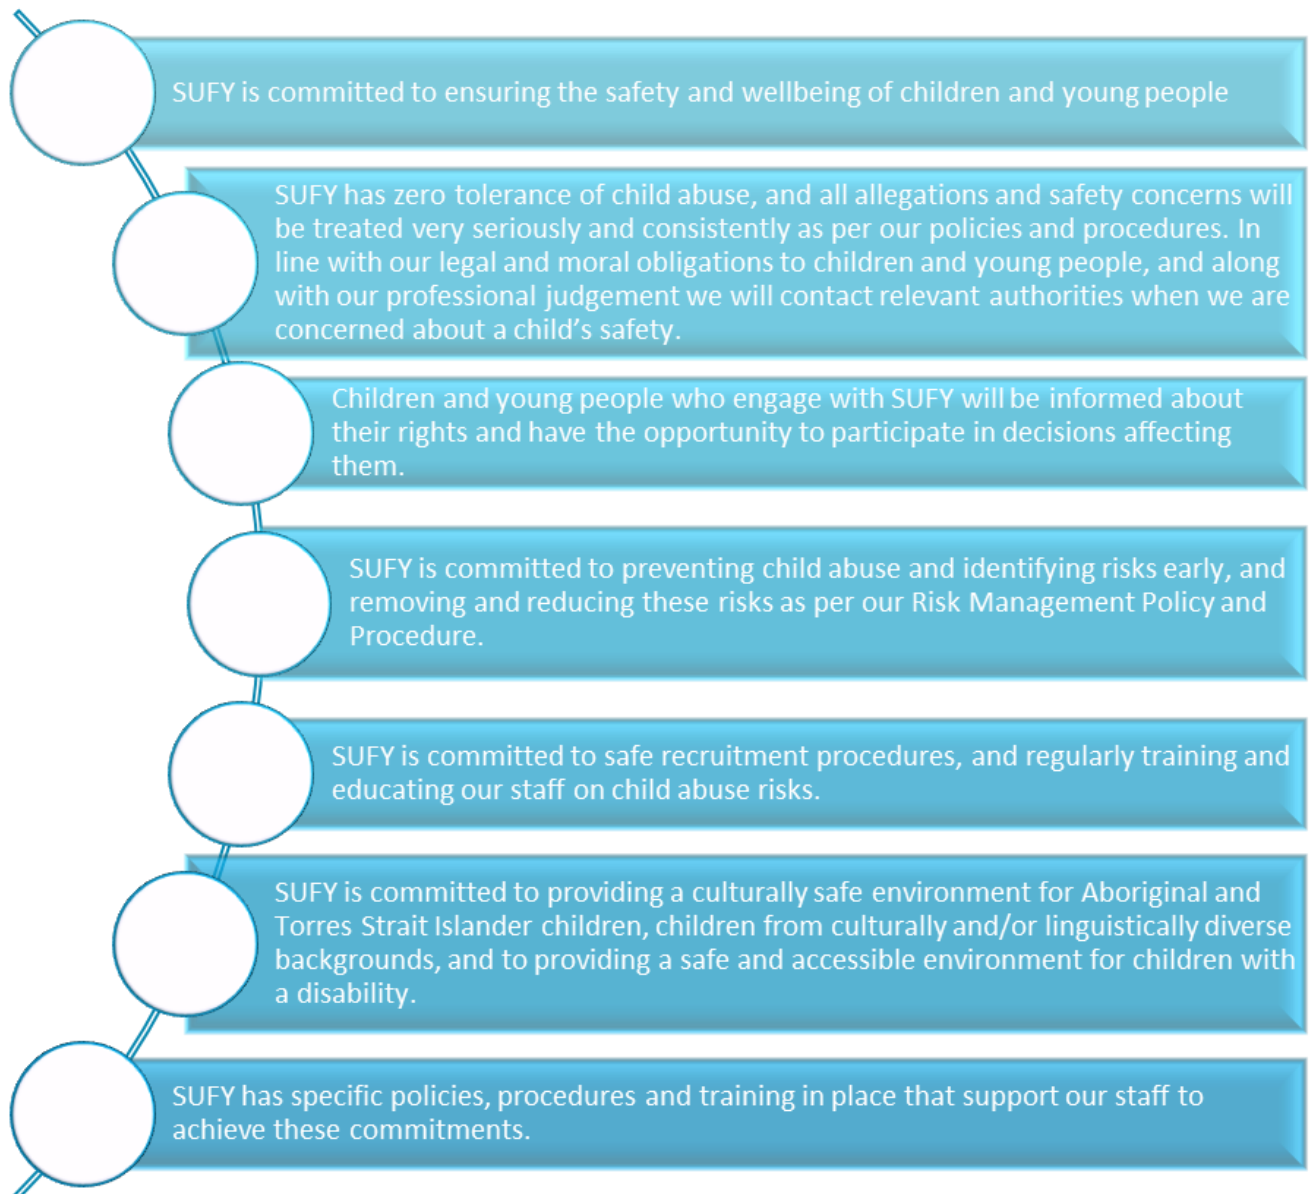 SUFY is committed to ensuring the safety and wellbeing of children and young people
SUFY has zero tolerance of child abuse, and all allegations and safety concerns will
be treated very seriously and consistently as per our policies and procedures. In
line with our legal and moral obligations to children and young people, and along
with our professional judgement we will contact relevant authorities when we are
concerned about a child’s safety.
Children and young people who engage with SUFY will be informed about
their rights and have the opportunity to participate in decisions affecting
them.
SUFY is committed to preventing child abuse and identifying risks early, and
removing and reducing these risks as per our Risk Management Policy and
Procedure.
SUFY is committed to safe recruitment procedures, and regularly training and
educating our staff on child abuse risks.
SUFY is committed to providing a culturally safe environment for Aboriginal and
Torres Strait Islander children, children from culturally and/or linguistically diverse
backgrounds, and to providing a safe and accessible environment for children with
a disability.
SUFY has specific policies, procedures and training in place that support our staff to
achieve these commitments.